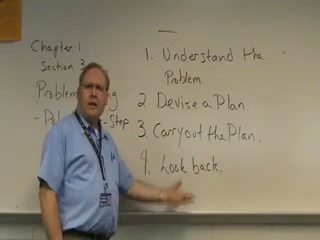 Chapter 1
Section 2
Problem
- Pol Step
1. Understand the
Problem
2 Devise a Plan
3. Carry out the Plan.
4. Look back.